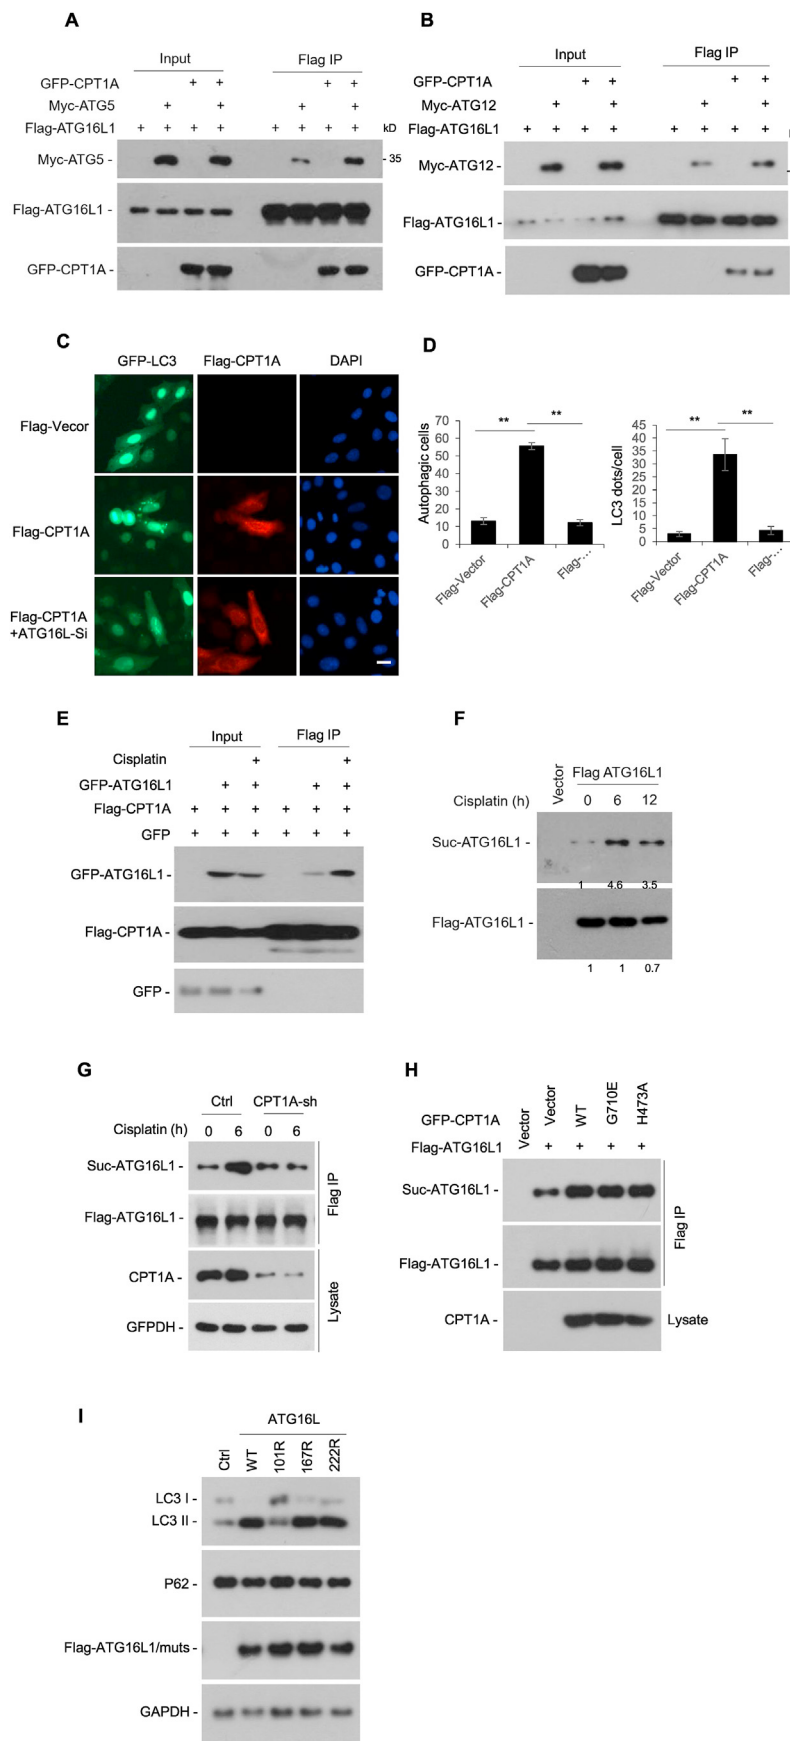 A
Input Flag IP
GFP-CPT1A + + + +
Myc-ATG5 + + + +
Flag-ATG16L1 + + + + + + + + kD
Myc-ATG5 - - 35
Flag-ATG16L1 -
GFP-CPT1A -
B
Input Flag IP
GFP-CPT1A + + + +
Myc-ATG12 + + + +
Flag-ATG16L1 + + + + + + + +
Myc-ATG12 -
Flag-ATG16L1 -
GFP-CPT1A -
C
GFP-LC3 Flag-CPT1A DAPI
Flag-Vecor
Flag-CPT1A
Flag-CPT1A
+ATG16L-Si
D
** **
Autophagic cells
70
60
50
40
30
20
10
0
Flag-Vector
Flag-CPT1A
Flag-...
** **
LC3 dots/cell
45
40
35
30
25
20
15
10
5
0
Flag-Vector
Flag-CPT1A
Flag-...
E
Input Flag IP
Cisplatin + +
GFP-ATG16L1 + + + +
Flag-CPT1A + + + + + +
GFP + + + + + +
GFP-ATG16L1 -
Flag-CPT1A -
GFP -
F
Vector
Flag ATG16L1
Cisplatin (h) 0 6 12
Suc-ATG16L1 -
1 4.6 3.5
Flag-ATG16L1 -
1 1 0.7
G
Ctrl CPT1A-sh
Cisplatin (h) 0 6 0 6
Suc-ATG16L1 -
Flag-ATG16L1 -
Flag IP
CPT1A -
GFPDH -
Lysate
H
GFP-CPT1A Vector Vector WT G710E H473A
Flag-ATG16L1 + + + +
Suc-ATG16L1 -
Flag-ATG16L1 -
Flag IP
CPT1A - Lysate
I
ATG16L
Ctrl WT 101R 167R 222R
LC3 I -
LC3 II -
P62 -
Flag-ATG16L1/muts -
GAPDH -